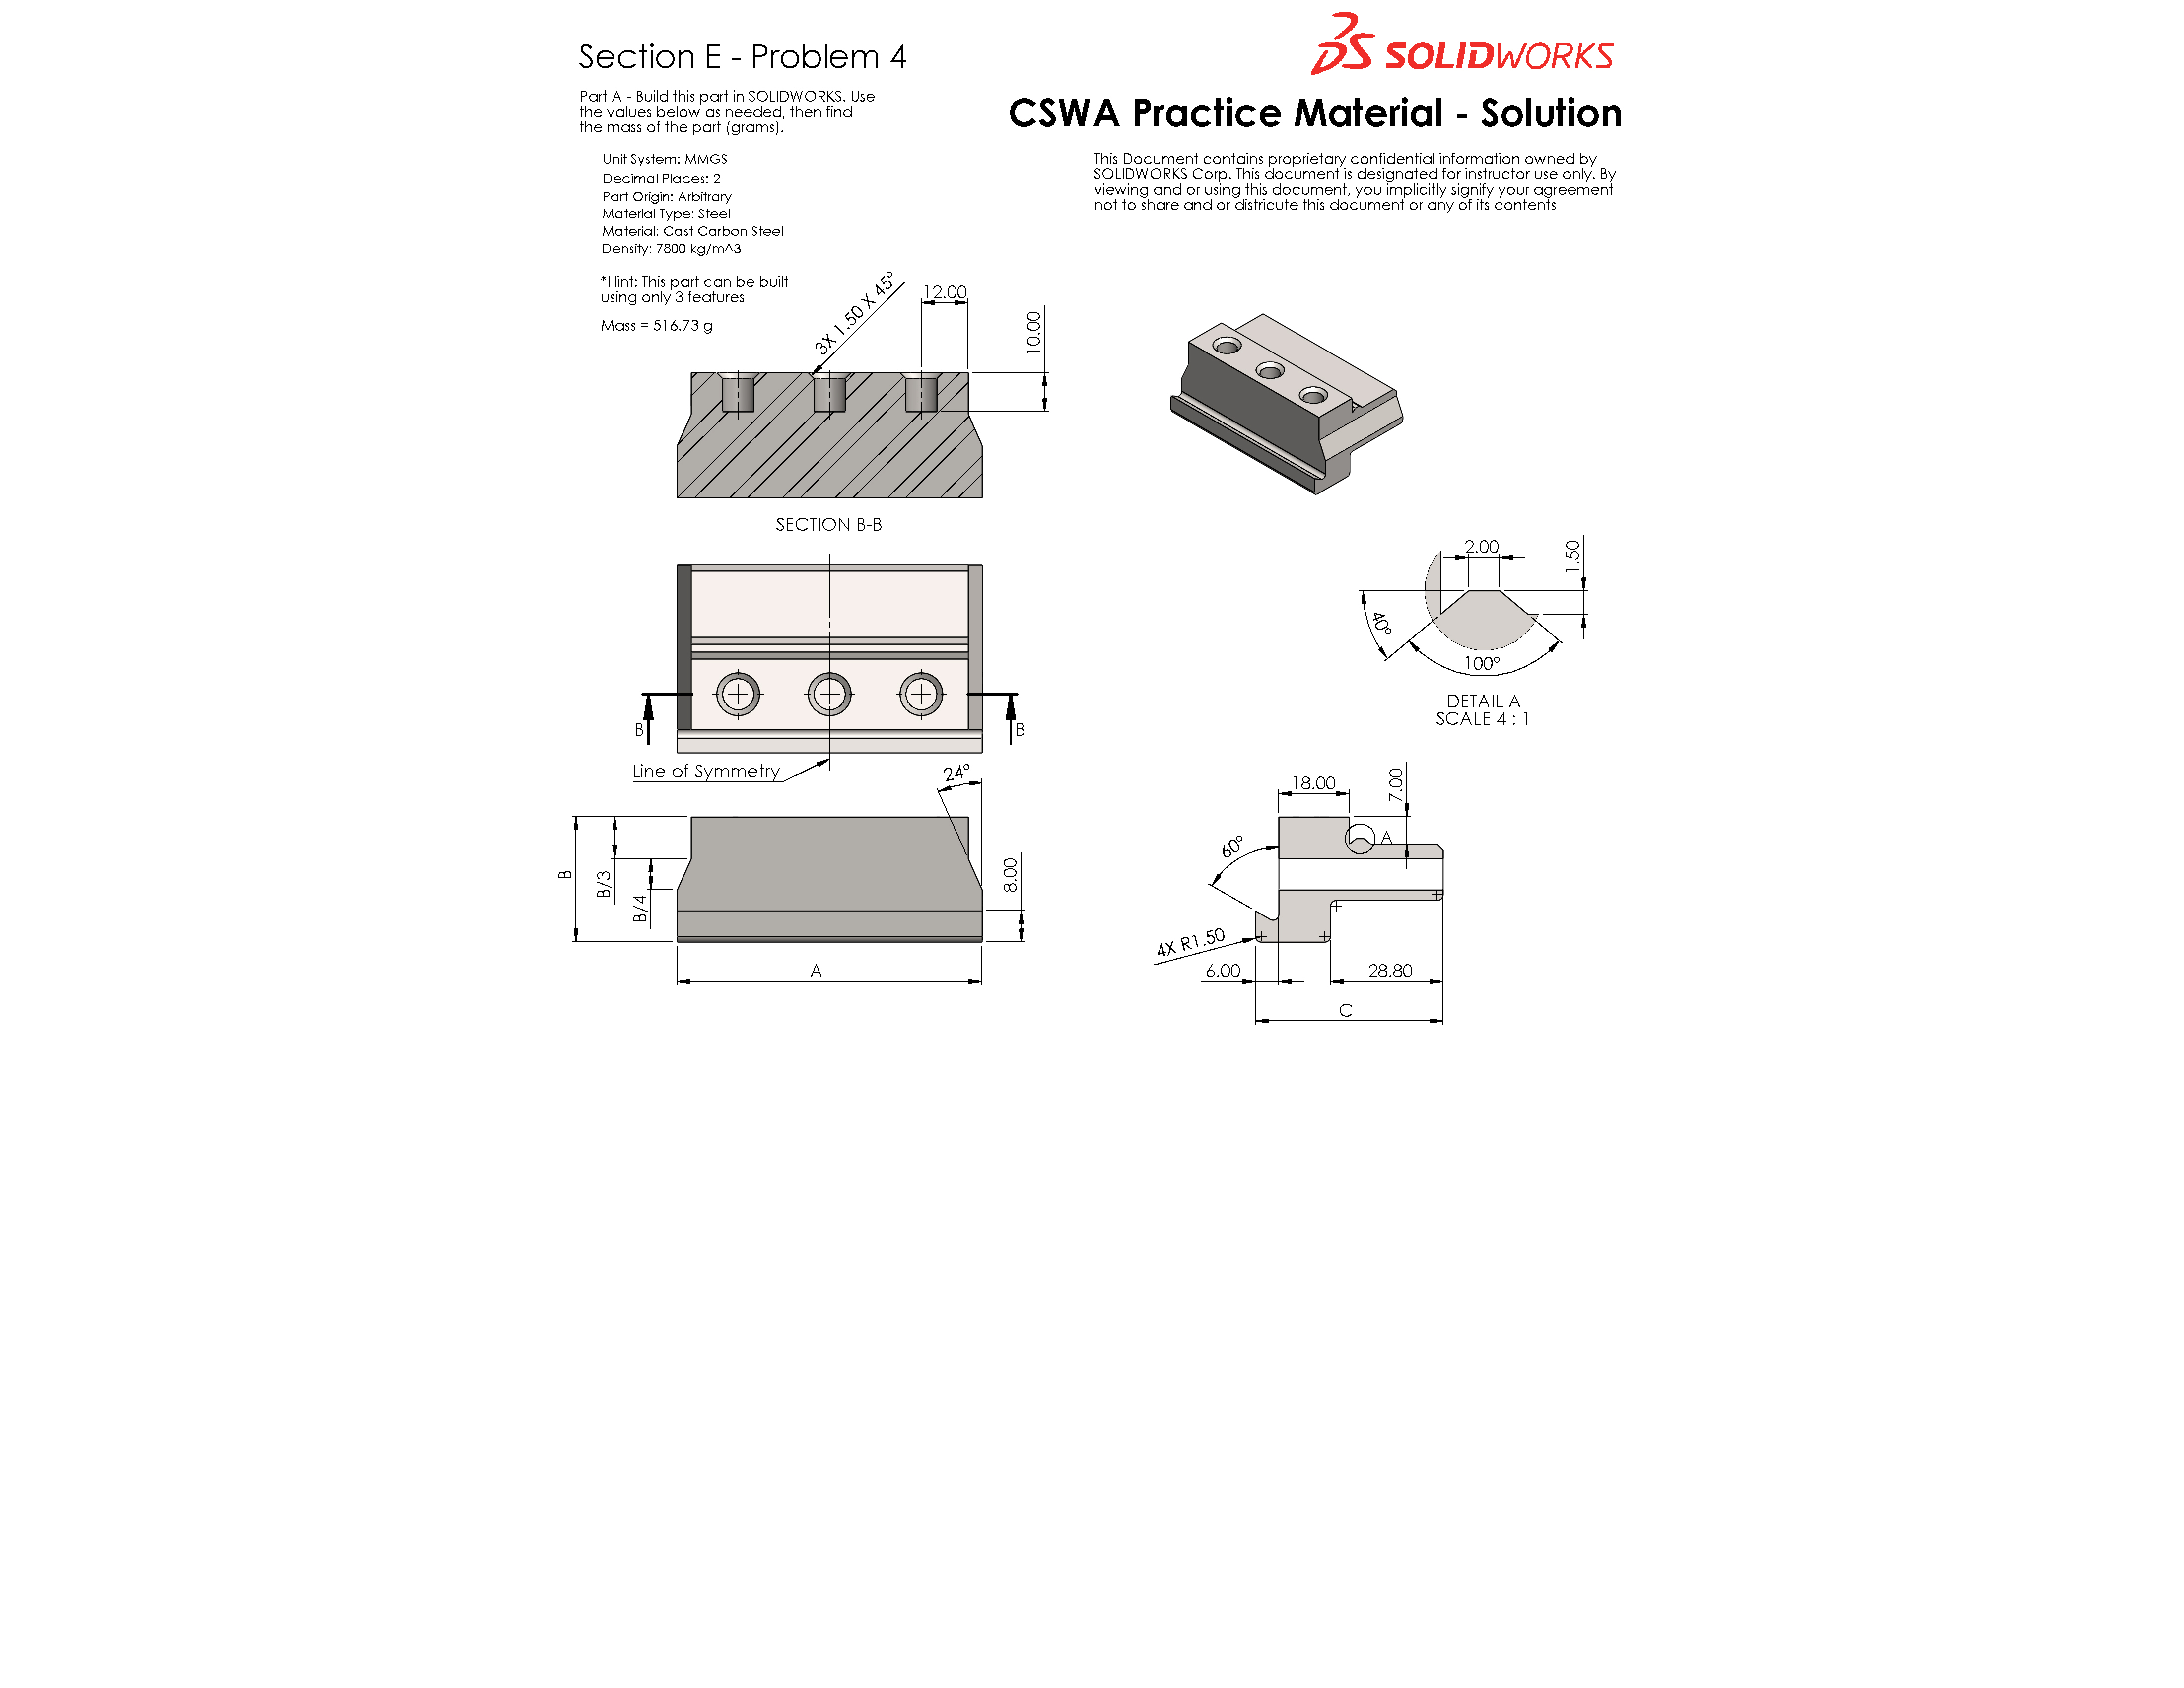 Section E - Problem 4
Part A - Build this part in SOLIDWORKS. Use
the values below as needed, then find
the mass of the part (grams).
Unit System: MMGS
Decimal Places: 2
Part Origin: Arbitrary
Material Type: Steel
Material: Cast Carbon Steel
Density: 7800 kg/m^3
*Hint: This part can be built
using only 3 features
Mass = 516.73 g
SOLIDWORKS
CSWA Practice Material - Solution
This Document contains proprietary confidential information owned by
SOLIDWORKS Corp. This document is designated for instructor use only. By
viewing and or using this document, you implicitly signify your agreement
not to share and or districute this document or any of its contents
3X 1.50 X 45°
12.00
10.00
SECTION B-B
2.00
1.50
40°
100°
DETAIL A
SCALE 4 : 1
B
B
Line of Symmetry
24°
B
B/3
B/4
8.00
A
18.00
7.00
A
60°
4X R1.50
6.00
28.80
C